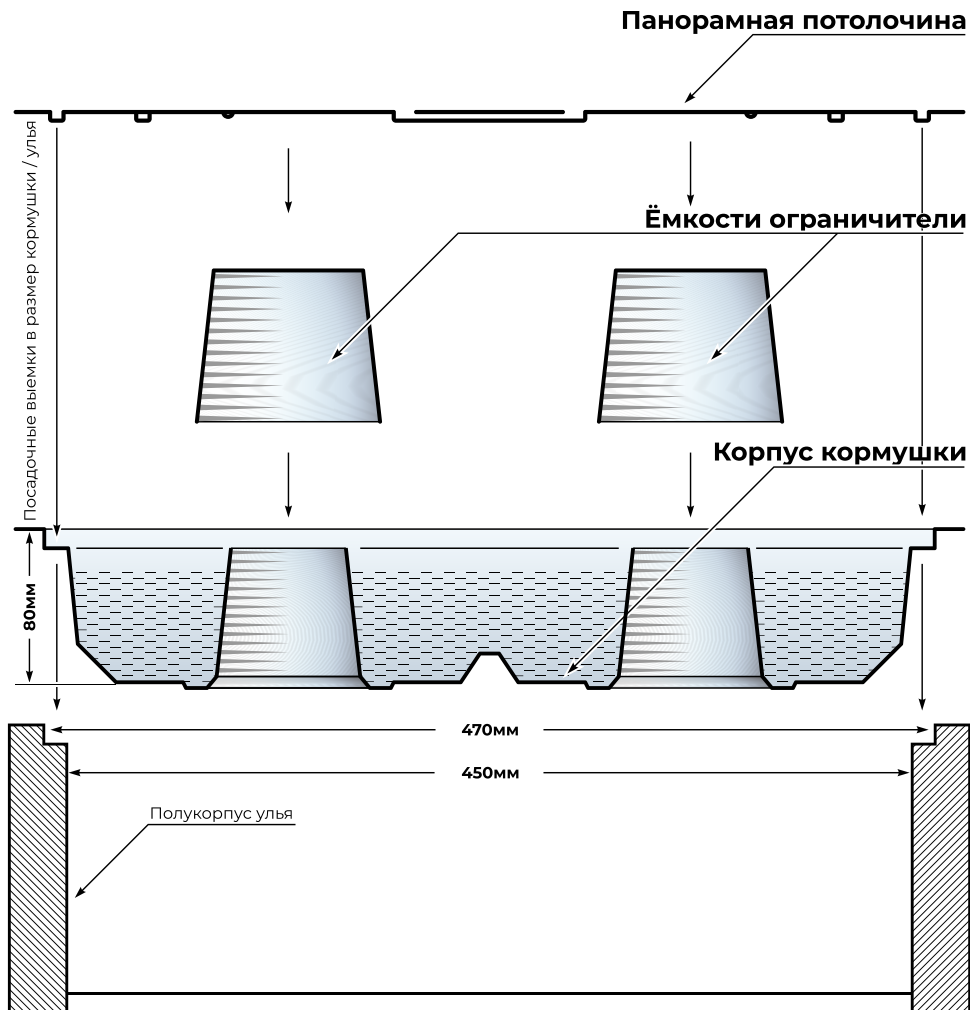 Панорамная потолочина
Посадочные выемки в размер кормушки / улья
Ёмкости ограничители
Корпус кормушки
80мм
470мм
450мм
Полукорпус улья